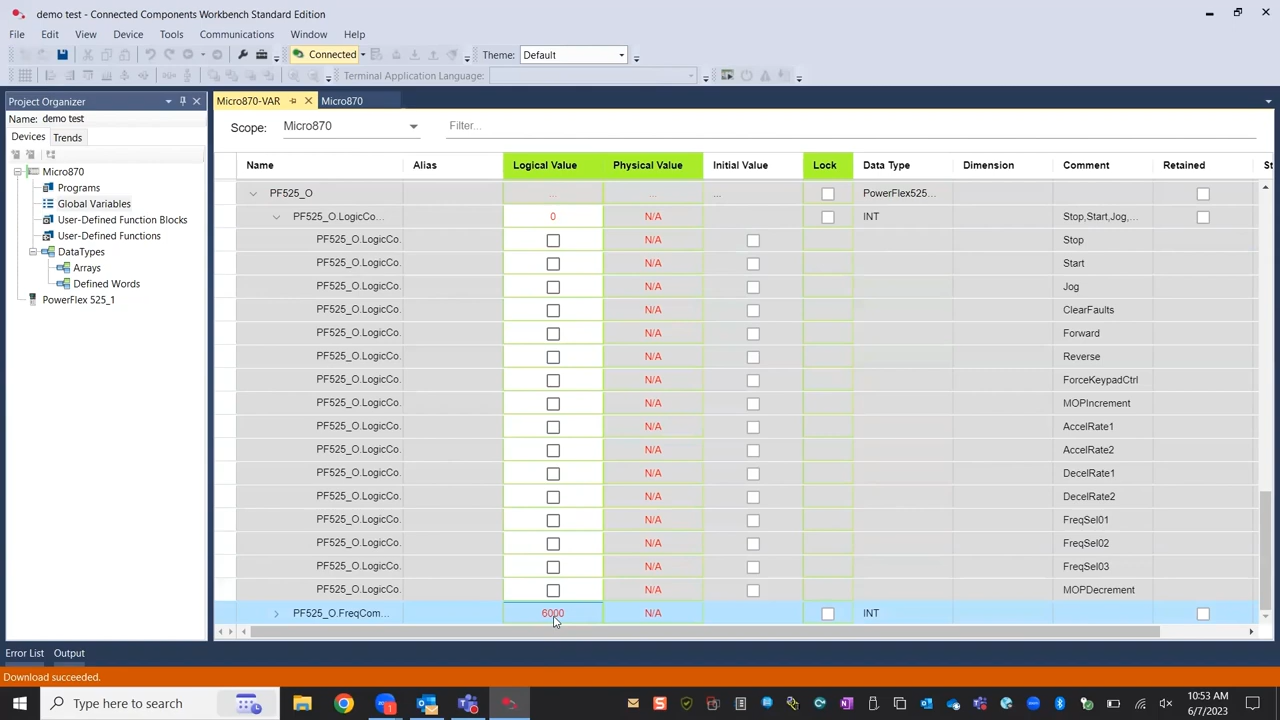 demo test - Connected Components Workbench Standard Edition
File Edit View Device Tools Communications Window Help
Connected Theme: Default
Terminal Application Language:
Project Organizer
Name: demo test
Devices Trends
Micro870
Programs
Global Variables
User-Defined Function Blocks
User-Defined Functions
DataTypes
Arrays
Defined Words
PowerFlex 525_1
Micro870-VAR Micro870
Scope: Micro870 Filter...
Name Alias Logical Value Physical Value Initial Value Lock Data Type Dimension Comment Retained St
PF525_O ... ... ... PowerFlex525...
PF525_O.LogicCo... 0 N/A INT Stop,Start,Jog,...
PF525_O.LogicCo. N/A Stop
PF525_O.LogicCo. N/A Start
PF525_O.LogicCo. N/A Jog
PF525_O.LogicCo. N/A ClearFaults
PF525_O.LogicCo. N/A Forward
PF525_O.LogicCo. N/A Reverse
PF525_O.LogicCo. N/A ForceKeypadCtrl
PF525_O.LogicCo. N/A MOPIncrement
PF525_O.LogicCo. N/A AccelRate1
PF525_O.LogicCo. N/A AccelRate2
PF525_O.LogicCo. N/A DecelRate1
PF525_O.LogicCo. N/A DecelRate2
PF525_O.LogicCo. N/A FreqSel01
PF525_O.LogicCo. N/A FreqSel02
PF525_O.LogicCo. N/A FreqSel03
PF525_O.LogicCo. N/A MOPDecrement
PF525_O.FreqCom... 6000 N/A INT
Error List Output
Download succeeded.
Type here to search
10:53 AM
6/7/2023